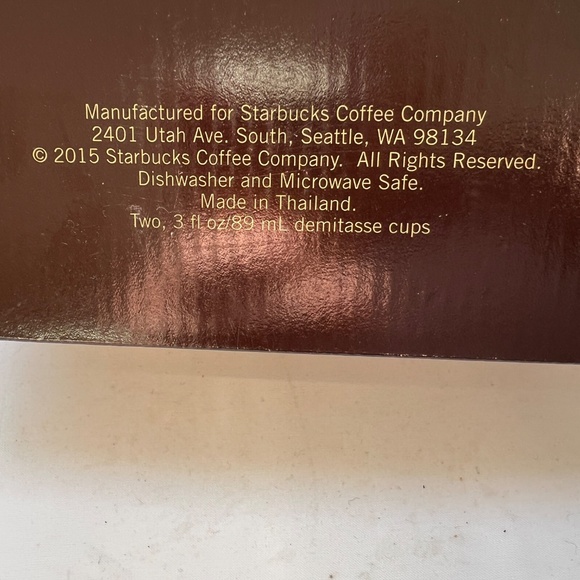 Manufactured for Starbucks Coffee Company
2401 Utah Ave. South, Seattle, WA 98134
© 2015 Starbucks Coffee Company. All Rights Reserved.
Dishwasher and Microwave Safe.
Made in Thailand.
Two, 3 fl oz/89 mL demitasse cups